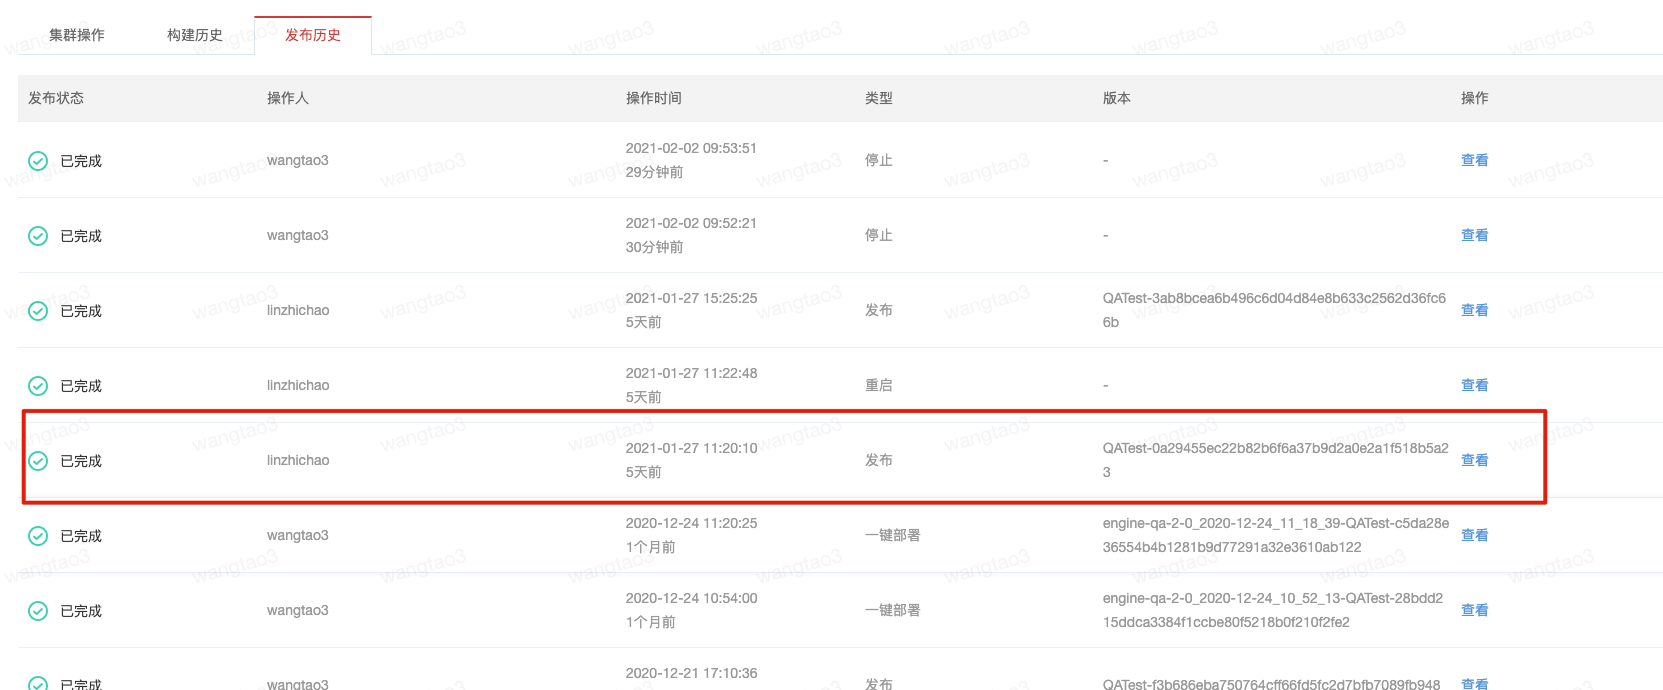 集群操作 构建历史 发布历史
发布状态 操作人 操作时间 类型 版本 操作
已完成 wangtao3 2021-02-02 09:53:51 停止 - 查看
29分钟前
已完成 wangtao3 2021-02-02 09:52:21 停止 - 查看
30分钟前
已完成 linzhichao 2021-01-27 15:25:25 发布 QATest-3ab8bcea6b496c6d04d84e8b633c2562d36fc6 查看
5天前 6b
已完成 linzhichao 2021-01-27 11:22:48 重启 - 查看
5天前
已完成 linzhichao 2021-01-27 11:20:10 发布 QATest-0a29455ec22b82b6f6a37b9d2a0e2a1f518b5a2 查看
5天前 3
已完成 wangtao3 2020-12-24 11:20:25 一键部署 engine-qa-2-0_2020-12-24_11_18_39-QATest-c5da28e 查看
1个月前 36554b4b1281b9d77291a32e3610ab122
已完成 wangtao3 2020-12-24 10:54:00 一键部署 engine-qa-2-0_2020-12-24_10_52_13-QATest-28bdd2 查看
1个月前 15ddca3384f1ccbe80f5218b0f210f2fe2
已完成 wangtao3 2020-12-21 17:10:36 发布 QATest-f3b686eba750764cff66fd5fc2d7bfb7089fb948 查看